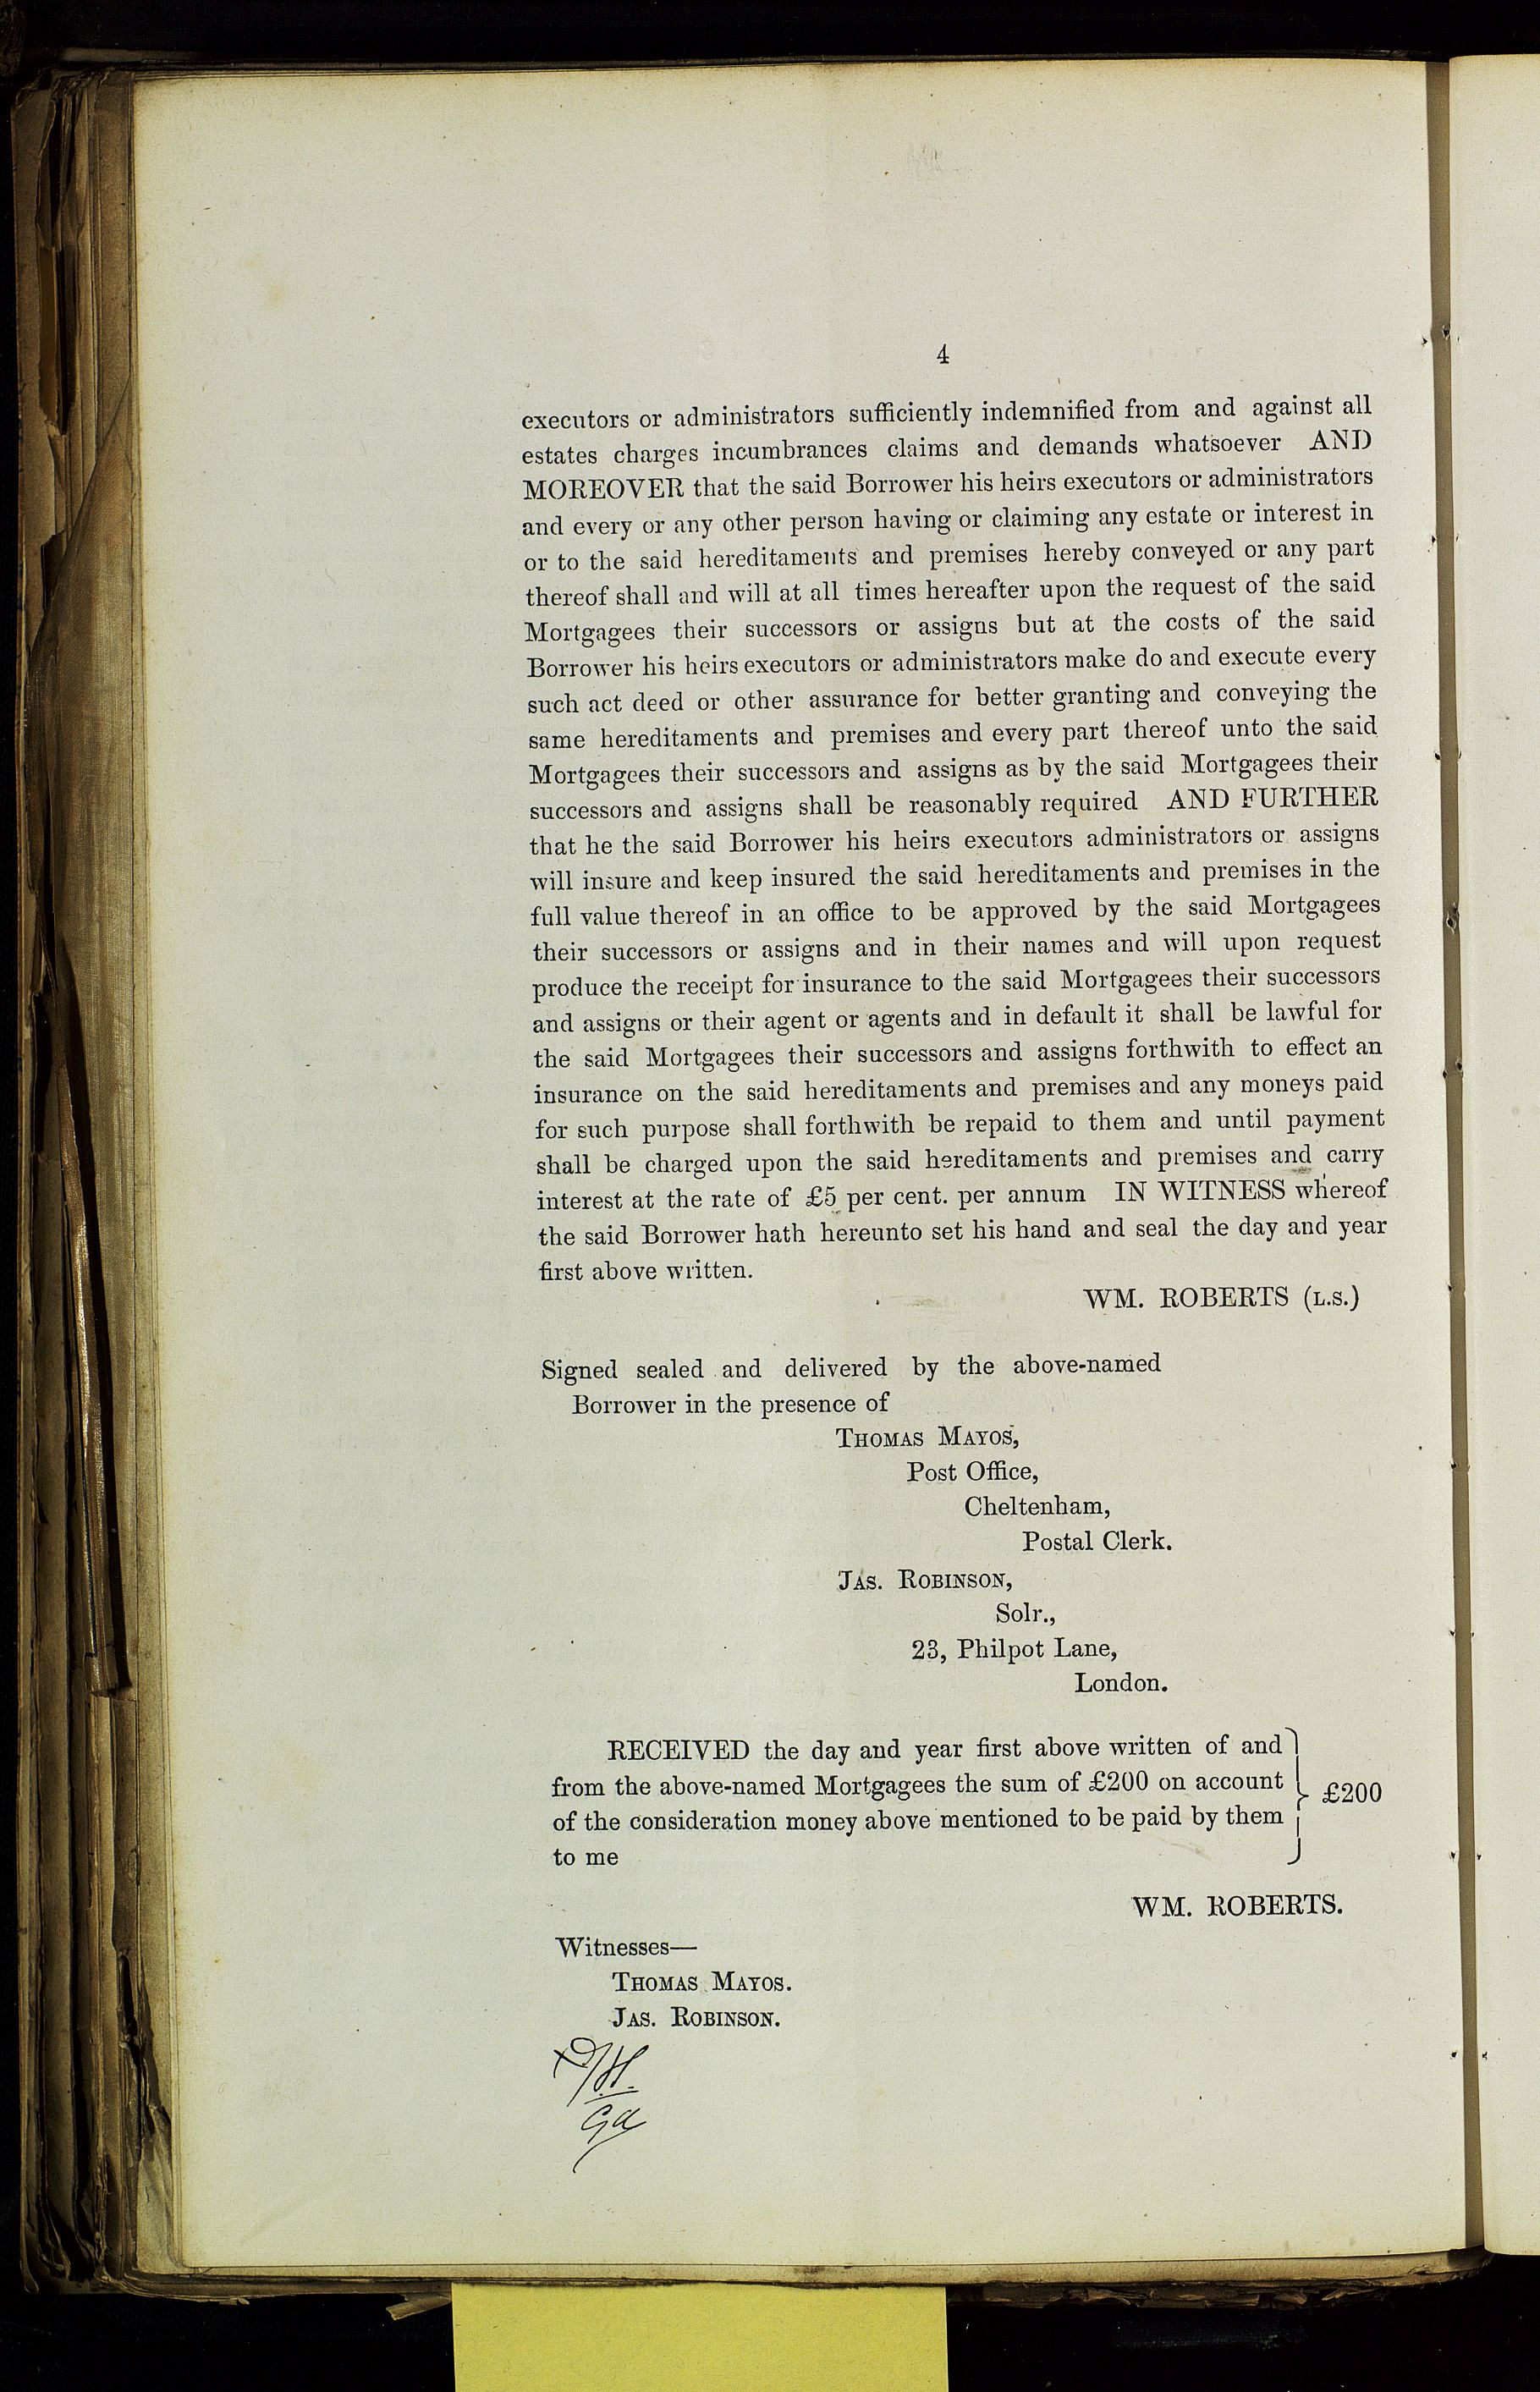 4
executors or administrators sufficiently indemnified from and against all
estates charges incumbrances claims and demands whatsoever AND
MOREOVER that the said Borrower his heirs executors or administrators
and every or any other person having or claiming any estate or interest in
or to the said hereditaments and premises hereby conveyed or any part
thereof shall and will at all times hereafter upon the request of the said
Mortgagees their successors or assigns but at the costs of the said
Borrower his heirs executors or administrators make do and execute every
such act deed or other assurance for better granting and conveying the
same hereditaments and premises and every part thereof unto the said
Mortgagees their successors and assigns as by the said Mortgagees their
successors and assigns shall be reasonably required AND FURTHER
that he the said Borrower his heirs executors administrators or assigns
will insure and keep insured the said hereditaments and premises in the
full value thereof in an office to be approved by the said Mortgagees
their successors or assigns and in their names and will upon request
produce the receipt for insurance to the said Mortgagees their successors
and assigns or their agent or agents and in default it shall be lawful for
the said Mortgagees their successors and assigns forthwith to effect an
insurance on the said hereditaments and premises and any moneys paid
for such purpose shall forthwith be repaid to them and until payment
shall be charged upon the said hereditaments and premises and carry
interest at the rate of £5 per cent. per annum IN WITNESS whereof
the said Borrower hath hereunto set his hand and seal the day and year
first above written.
WM. ROBERTS (L.S.)
Signed sealed and delivered by the above-named
Borrower in the presence of
THOMAS MAYOS,
Post Office,
Cheltenham,
Postal Clerk.
JAS. ROBINSON,
Solr.,
23, Philpot Lane,
London.
RECEIVED the day and year first above written of and
from the above-named Mortgagees the sum of £200 on account
of the consideration money above mentioned to be paid by them
to me
£200
WM. ROBERTS.
Witnesses—
THOMAS MAYOS.
JAS. ROBINSON.